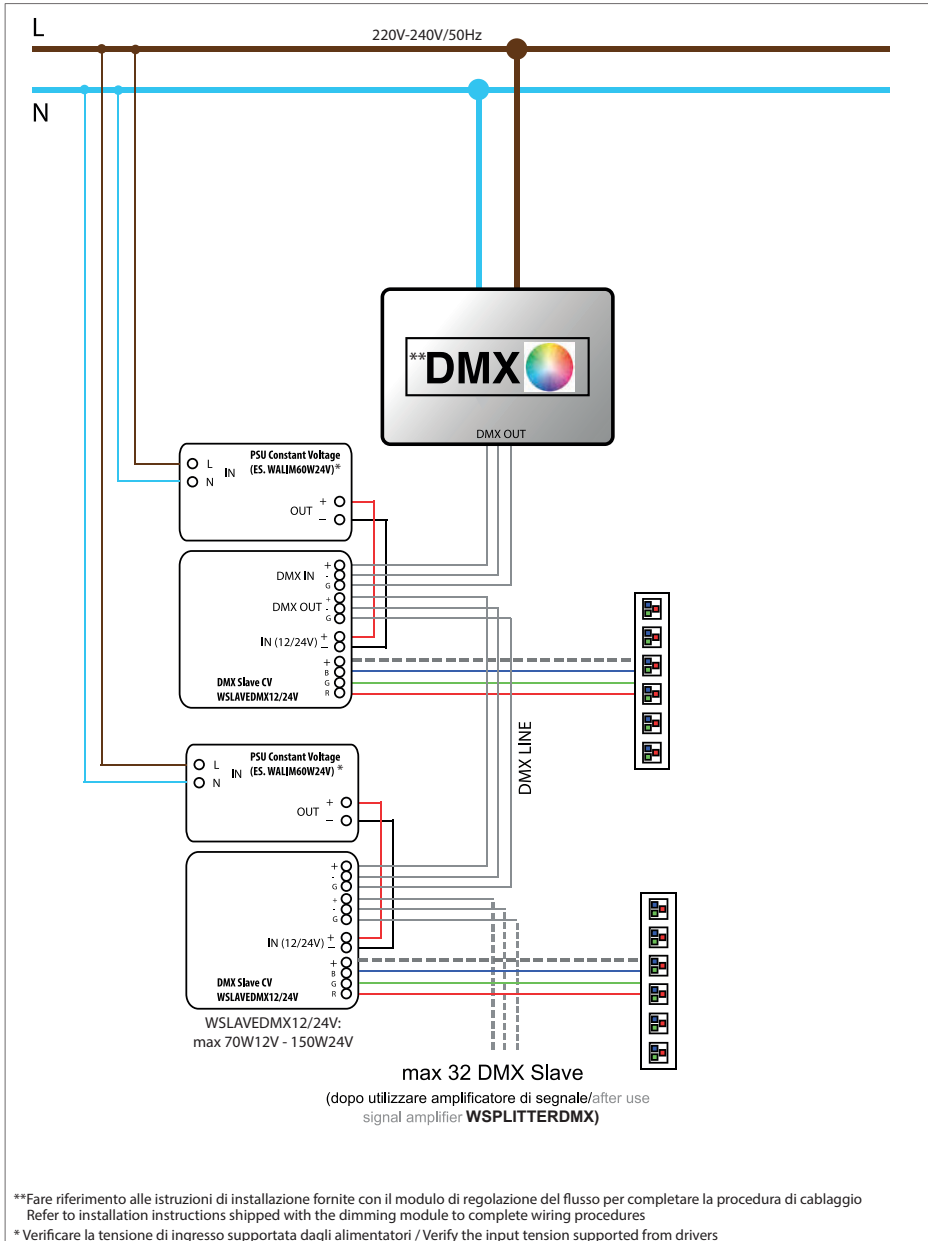 L
220V-240V/50Hz
N
**DMX
DMX OUT
PSU Constant Voltage
(ES. WALIM60W24V)*
L
IN
N
+
OUT
–
DMX IN
+
-
G
DMX OUT
+
-
G
IN (12/24V)
+
–
+
B
G
R
DMX Slave CV
WSLAVEDMX12/24V
DMX LINE
PSU Constant Voltage
(ES. WALIM60W24V) *
L
IN
N
+
OUT
–
+
-
G
+
-
G
IN (12/24V)
+
–
+
B
G
R
DMX Slave CV
WSLAVEDMX12/24V
WSLAVEDMX12/24V:
max 70W12V - 150W24V
max 32 DMX Slave
(dopo utilizzare amplificatore di segnale/after use
signal amplifier WSPLITTERDMX)
**Fare riferimento alle istruzioni di installazione fornite con il modulo di regolazione del flusso per completare la procedura di cablaggio
Refer to installation instructions shipped with the dimming module to complete wiring procedures
* Verificare la tensione di ingresso supportata dagli alimentatori / Verify the input tension supported from drivers